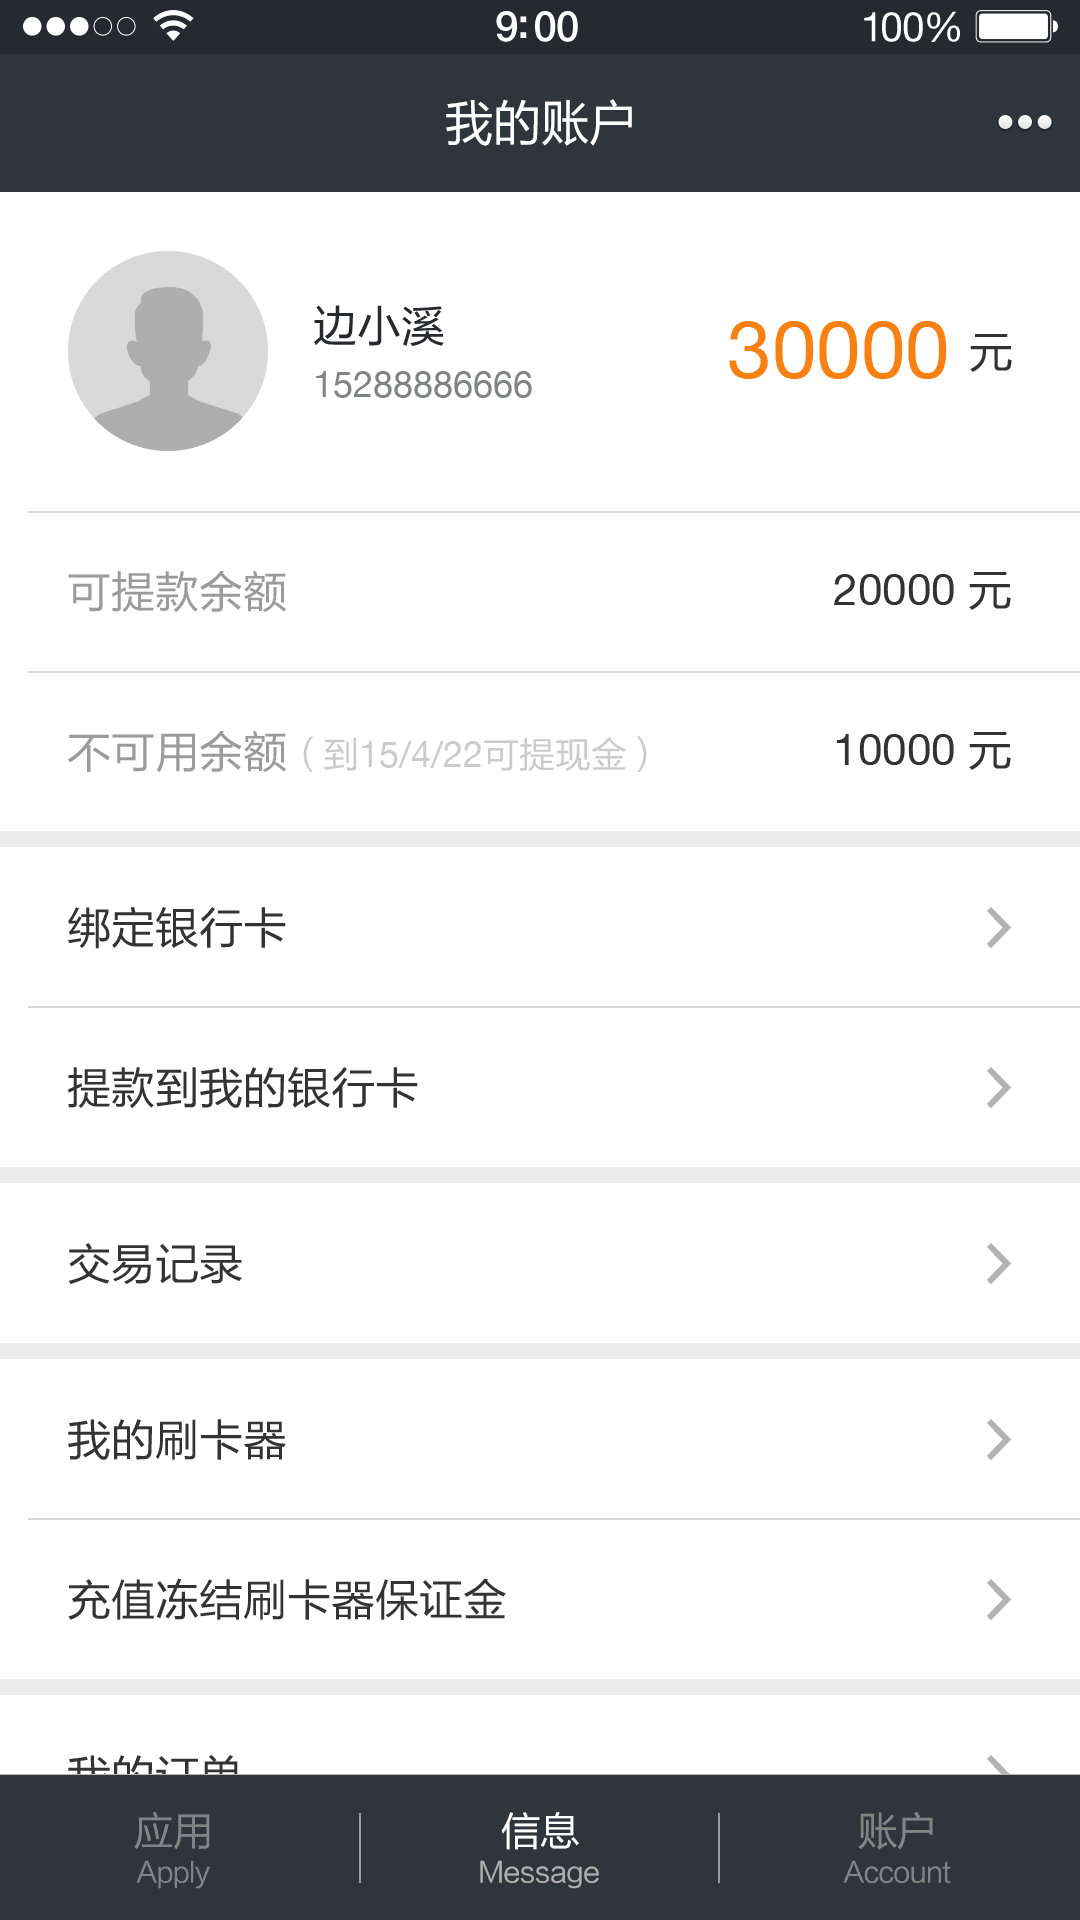 9:00
100%
我的账户
边小溪
15288886666
30000 元
可提款余额
20000 元
不可用余额（到15/4/22可提现金）
10000 元
绑定银行卡
提款到我的银行卡
交易记录
我的刷卡器
充值冻结刷卡器保证金
我的订单
应用
Apply
信息
Message
账户
Account